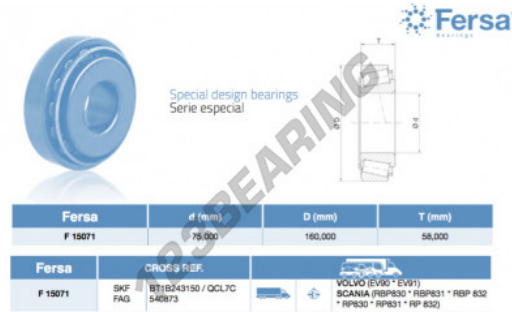 Fersa
Bearings
Special design bearings
Serie especial
T
Ø D
Ø d
123BEARING
Fersa d (mm) D (mm) T (mm)
F 15071 75,000 160,000 58,000
Fersa CROSS REF.
F 15071
SKF BT1B243150 / QCL7C
FAG 540873
VOLVO (EV90 * EV91)
SCANIA (RBP830 * RBP831 * RBP 832
* RP830 * RP831 * RP 832)